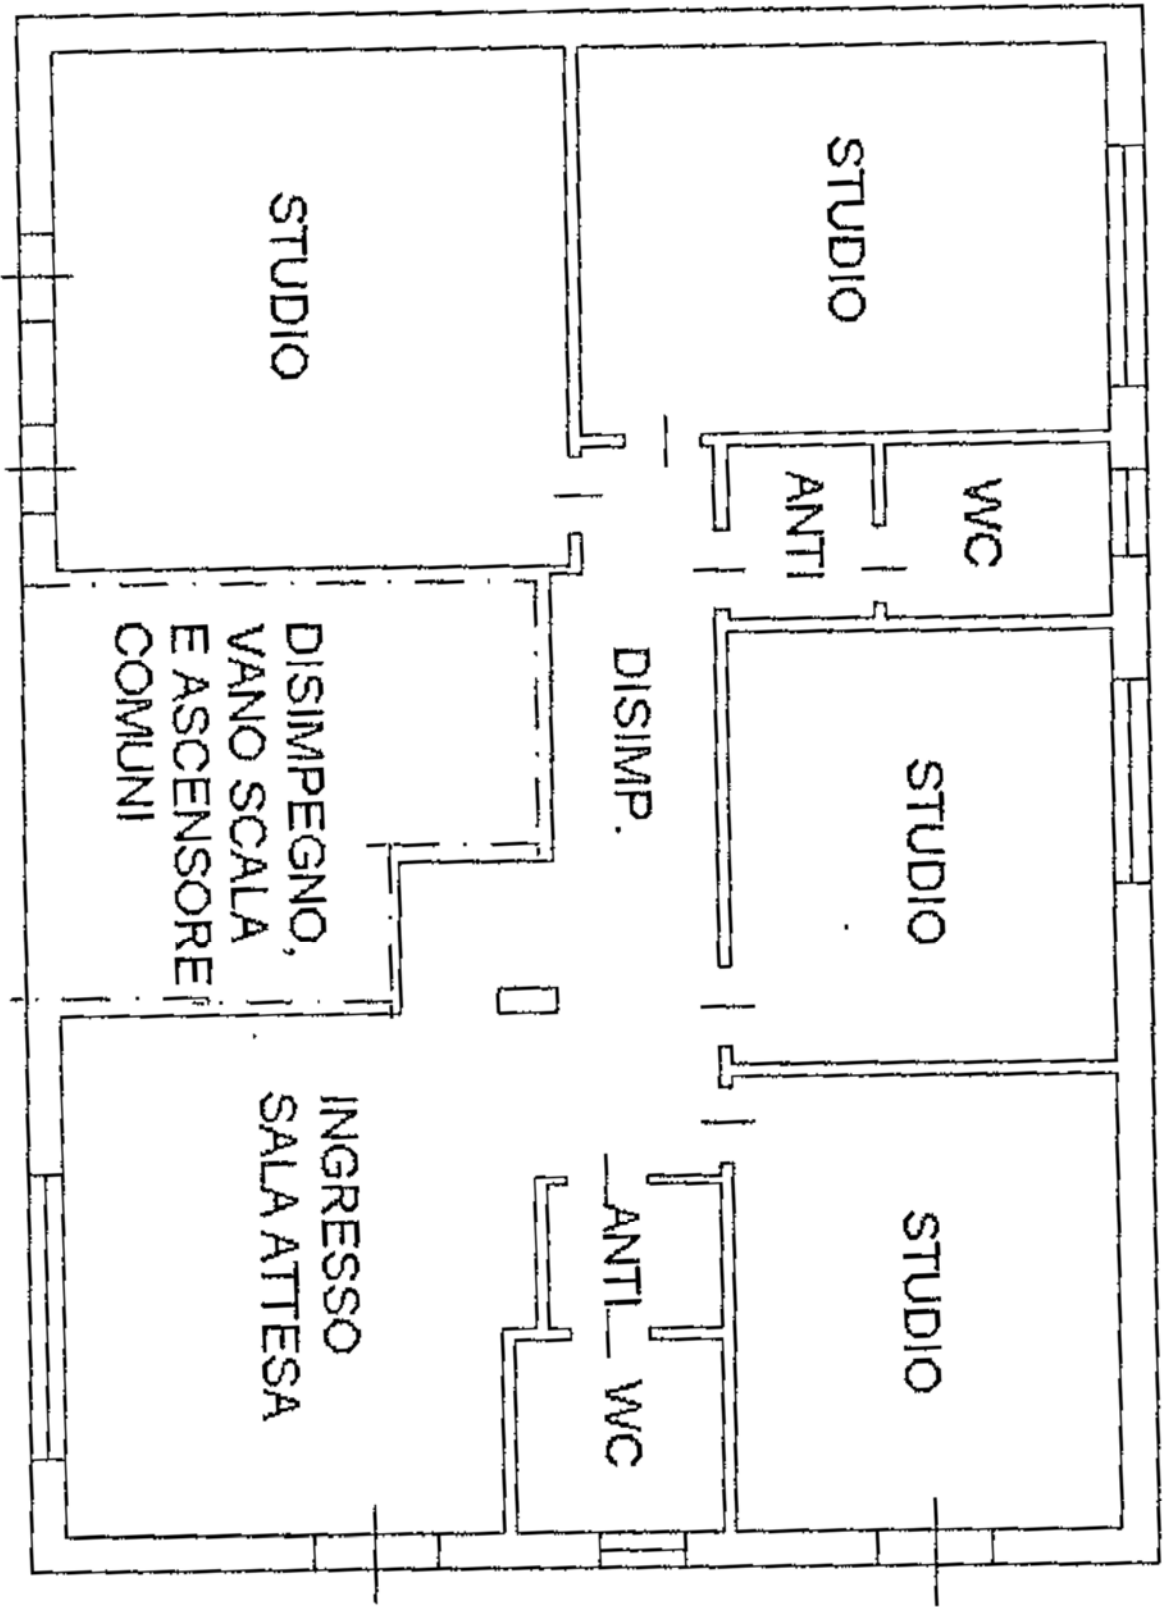 STUDIO
WC
ANTI
STUDIO
STUDIO
DISIMP.
ANTI
WC
STUDIO
DISIMPEGNO,
VANO SCALA
E ASCENSORE
COMUNI
INGRESSO
SALA ATTESA